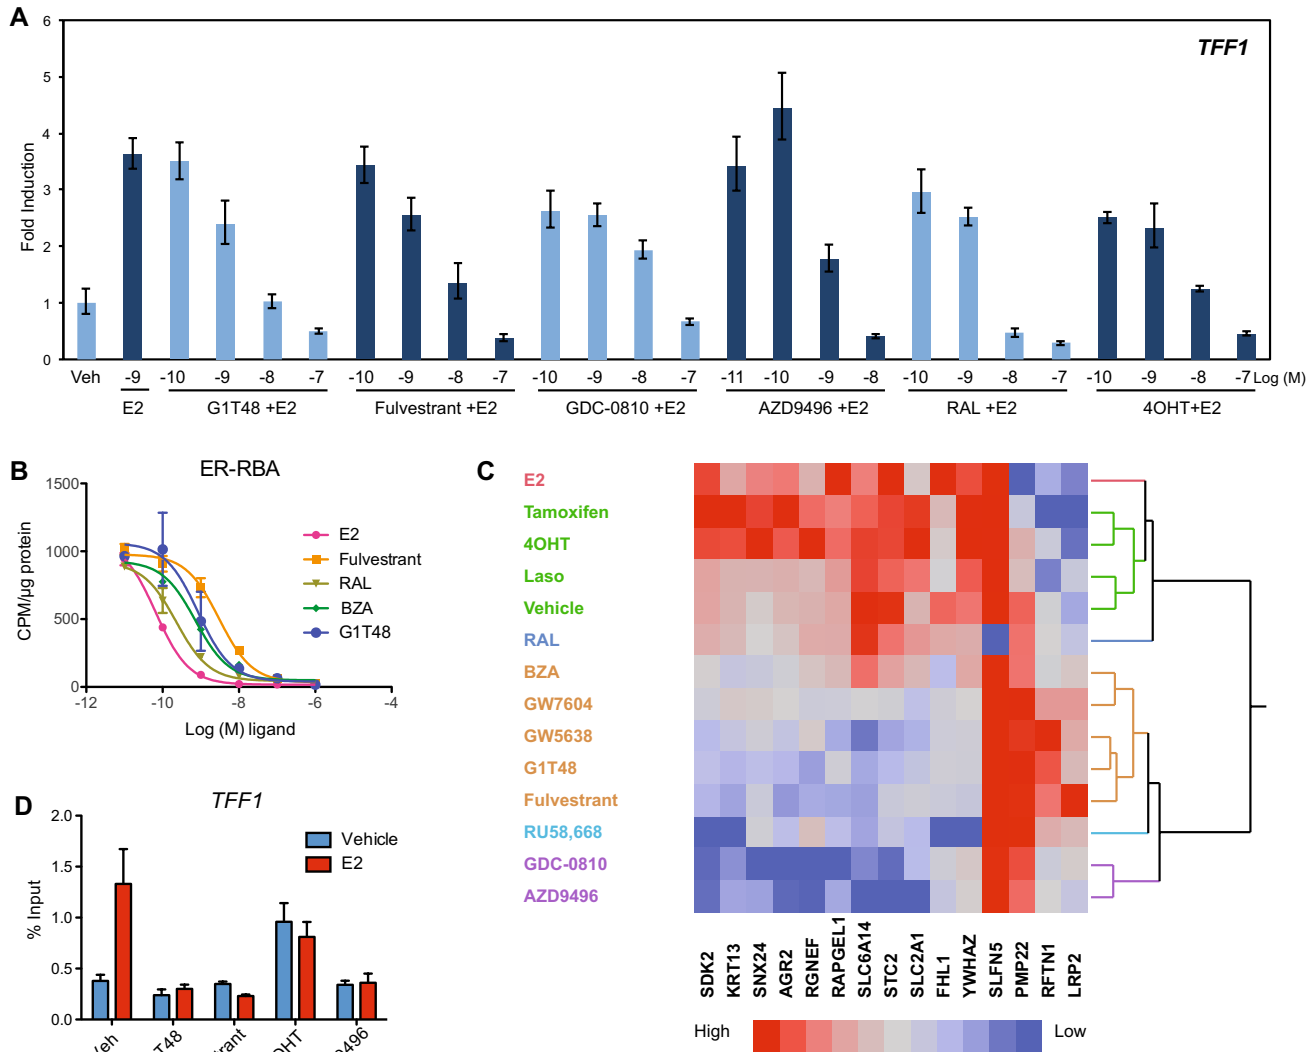 A
6
TFF1
5
4
3
2
1
0
Fold Induction
Veh -9 -10 -9 -8 -7 -10 -9 -8 -7 -10 -9 -8 -7 -11 -10 -9 -8 -10 -9 -8 -7 -10 -9 -8 -7 Log (M)
E2 G1T48 +E2 Fulvestrant +E2 GDC-0810 +E2 AZD9496 +E2 RAL +E2 4OHT+E2
B
ER-RBA
1500
1000
500
0
CPM/µg protein
-12 -10 -8 -6 -4
Log (M) ligand
E2
Fulvestrant
RAL
BZA
G1T48
C
E2
Tamoxifen
4OHT
Laso
Vehicle
RAL
BZA
GW7604
GW5638
G1T48
Fulvestrant
RU58,668
GDC-0810
AZD9496
SDK2
KRT13
SNX24
AGR2
RGNEF
RAPGEL1
SLC6A14
STC2
SLC2A1
FHL1
YWHAZ
SLFN5
PMP22
RFTN1
LRP2
High Low
D
TFF1
2.0
1.5
1.0
0.5
0.0
% Input
Vehicle
E2